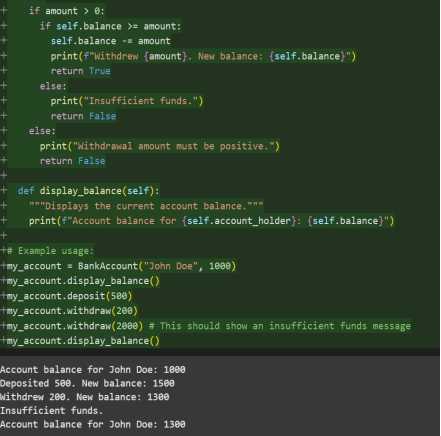 +    if amount > 0:
+      if self.balance >= amount:
+        self.balance -= amount
+        print(f"Withdrew {amount}. New balance: {self.balance}")
+        return True
+      else:
+        print("Insufficient funds.")
+        return False
+    else:
+      print("Withdrawal amount must be positive.")
+      return False
+
+  def display_balance(self):
+    """Displays the current account balance."""
+    print(f"Account balance for {self.account_holder}: {self.balance}")
+
+# Example usage:
+my_account = BankAccount("John Doe", 1000)
+my_account.display_balance()
+my_account.deposit(500)
+my_account.withdraw(200)
+my_account.withdraw(2000) # This should show an insufficient funds message
+my_account.display_balance()
Account balance for John Doe: 1000
Deposited 500. New balance: 1500
Withdrew 200. New balance: 1300
Insufficient funds.
Account balance for John Doe: 1300